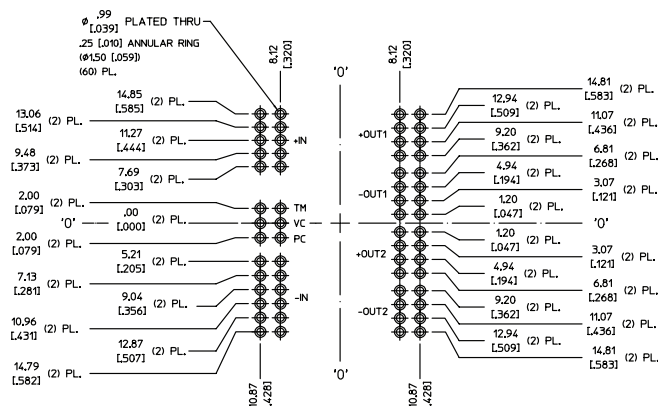 ø .99 [.039] PLATED THRU
.25 [.010] ANNULAR RING
(ø1.50 [.059])
(60) PL.
8.12 [.320]
8.12 [.320]
'0'
14.85 [.585] (2) PL.
13.06 [.514] (2) PL.
11.27 [.444] (2) PL.
9.48 [.373] (2) PL.
7.69 [.303] (2) PL.
2.00 [.079] (2) PL.
'0'
.00 [.000] (2) PL.
2.00 [.079] (2) PL.
5.21 [.205] (2) PL.
7.13 [.281] (2) PL.
9.04 [.356] (2) PL.
10.96 [.431] (2) PL.
12.87 [.507] (2) PL.
14.79 [.582] (2) PL.
+IN
TM
VC
PC
-IN
+OUT1
-OUT1
+OUT2
-OUT2
14.81 [.583] (2) PL.
12.94 [.509] (2) PL.
11.07 [.436] (2) PL.
9.20 [.362] (2) PL.
6.81 [.268] (2) PL.
4.94 [.194] (2) PL.
3.07 [.121] (2) PL.
1.20 [.047] (2) PL.
'0'
1.20 [.047] (2) PL.
3.07 [.121] (2) PL.
4.94 [.194] (2) PL.
6.81 [.268] (2) PL.
9.20 [.362] (2) PL.
11.07 [.436] (2) PL.
12.94 [.509] (2) PL.
14.81 [.583] (2) PL.
'0'
10.87 [.428]
10.87 [.428]